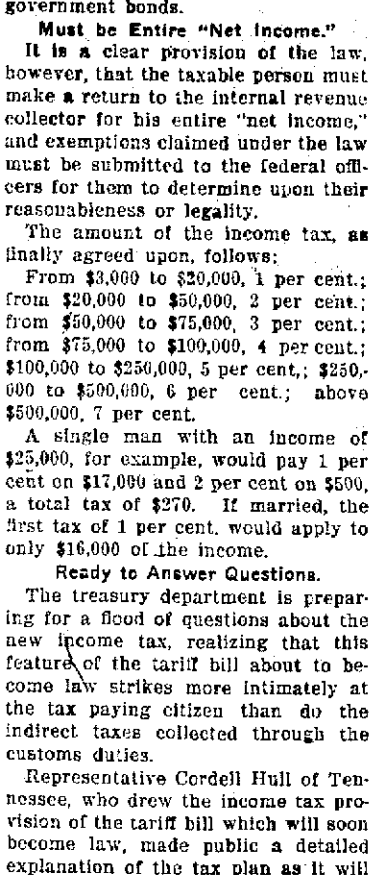 government bonds.
Must be Entire "Net Income."
It is a clear provision of the law,
however, that the taxable person must
make a return to the internal revenue
collector for his entire "net income,"
and exemptions claimed under the law
must be submitted to the federal offi-
cers for them to determine upon their
reasonableness or legality.
The amount of the income tax, as
finally agreed upon, follows:
From $3,000 to $20,000, 1 per cent.;
from $20,000 to $50,000, 2 per cent.;
from $50,000 to $75,000, 3 per cent.;
from $75,000 to $100,000, 4 per cent.;
$100,000 to $250,000, 5 per cent,; $250,-
000 to $500,000, 6 per cent.; above
$500,000, 7 per cent.
A single man with an income of
$25,000, for example, would pay 1 per
cent on $17,000 and 2 per cent on $500,
a total tax of $270. If married, the
first tax of 1 per cent. would apply to
only $16,000 of the income.
Ready to Answer Questions.
The treasury department is prepar-
ing for a flood of questions about the
new income tax, realizing that this
feature of the tariff bill about to be-
come law strikes more intimately at
the tax paying citizen than do the
indirect taxes collected through the
customs duties.
Representative Cordell Hull of Ten-
nessee, who drew the income tax pro-
vision of the tariff bill which will soon
become law, made public a detailed
explanation of the tax plan as it will